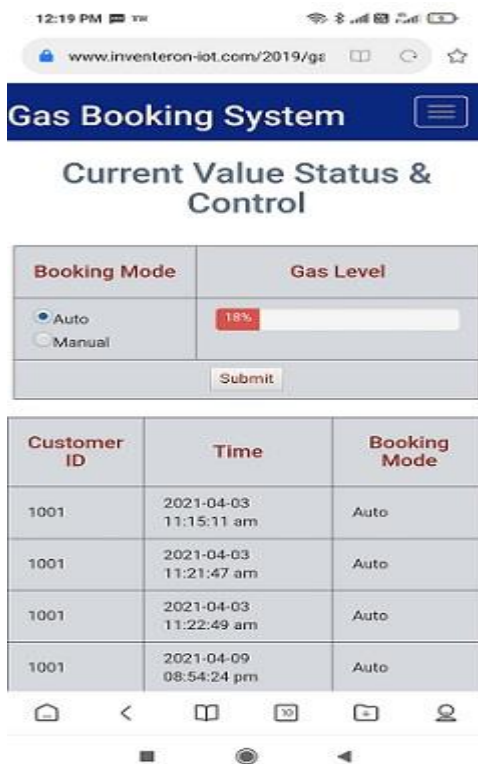 12:19 PM
www.inventeron-iot.com/2019/ga
Gas Booking System
Current Value Status &
Control
Booking Mode Gas Level
Auto 18%
Manual
Submit
Customer ID Time Booking Mode
1001 2021-04-03 11:15:11 am Auto
1001 2021-04-03 11:21:47 am Auto
1001 2021-04-03 11:22:49 am Auto
1001 2021-04-09 08:54:24 pm Auto
10